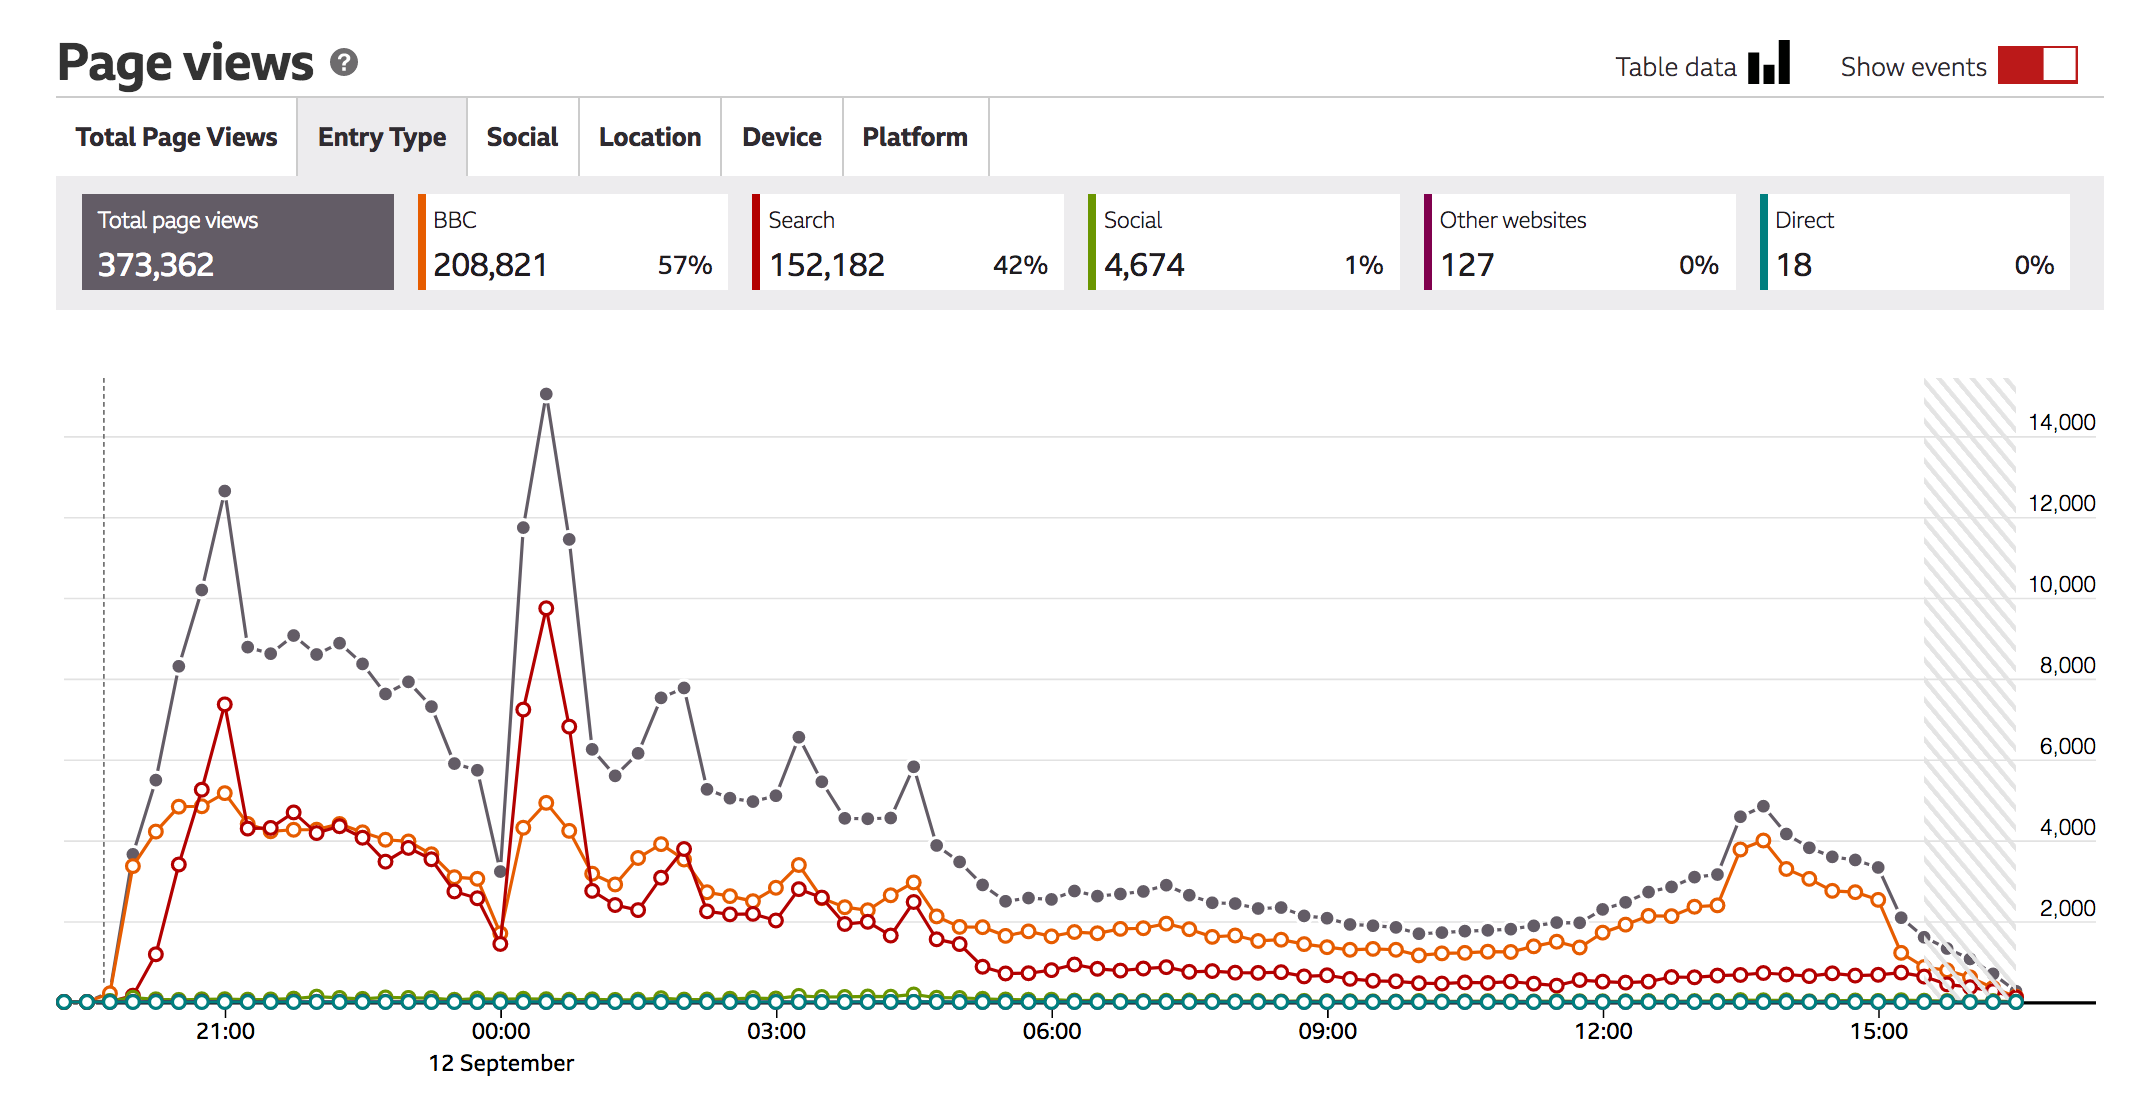 Page views ?
Table data
Show events
Total Page Views
Entry Type
Social
Location
Device
Platform
Total page views
373,362
BBC
208,821 57%
Search
152,182 42%
Social
4,674 1%
Other websites
127 0%
Direct
18 0%
14,000
12,000
10,000
8,000
6,000
4,000
2,000
21:00
00:00
03:00
06:00
09:00
12:00
15:00
12 September